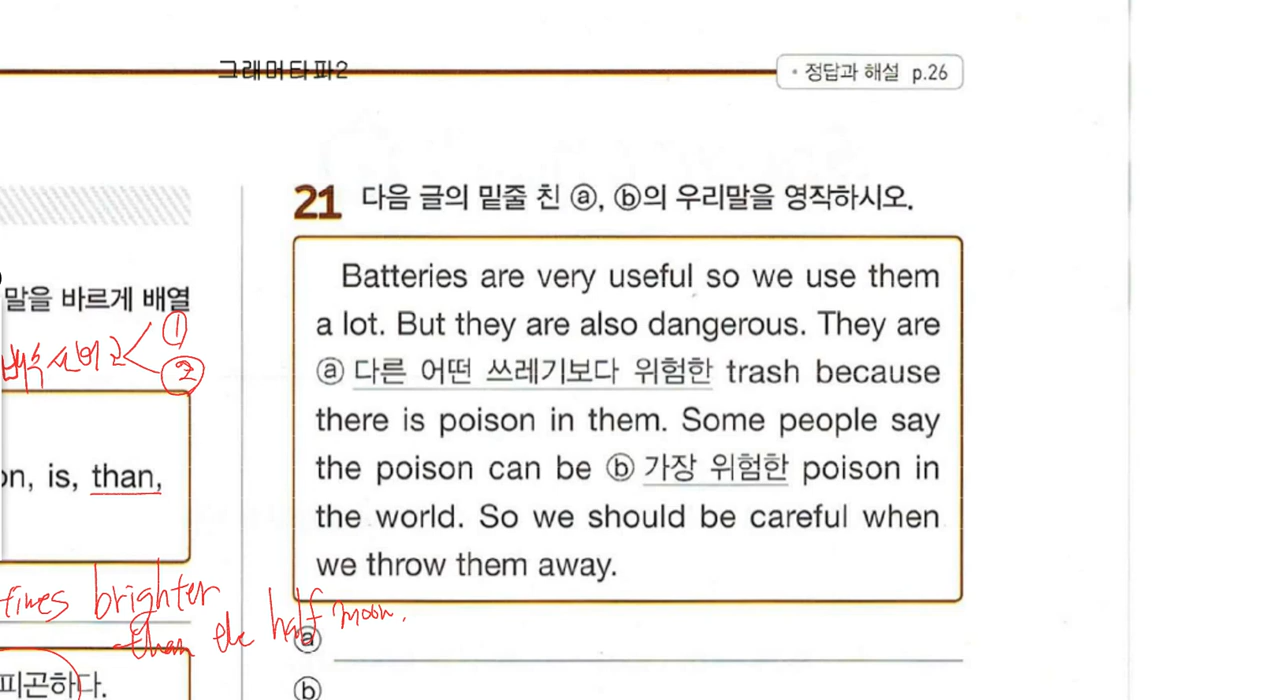 그래머타파2
• 정답과 해설 p.26
말을 바르게 배열
①
②
on, is, than,
times brighter
than the half moon.
피곤하다.
21 다음 글의 밑줄 친 ⓐ, ⓑ의 우리말을 영작하시오.
Batteries are very useful so we use them
a lot. But they are also dangerous. They are
ⓐ 다른 어떤 쓰레기보다 위험한 trash because
there is poison in them. Some people say
the poison can be ⓑ 가장 위험한 poison in
the world. So we should be careful when
we throw them away.
ⓐ
ⓑ